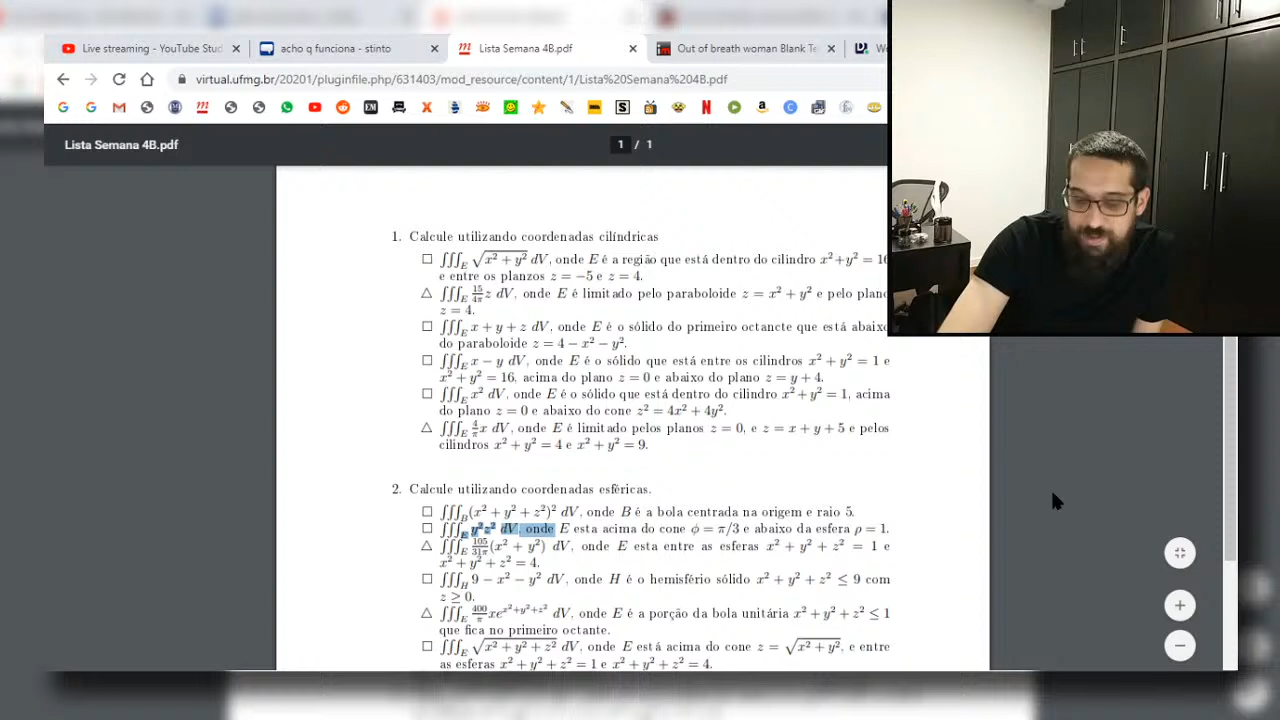 Live streaming - YouTube Stud
acho q funciona - stinto
Lista Semana 4B.pdf
Out of breath woman Blank Te
virtual.ufmg.br/20201/pluginfile.php/631403/mod_resource/content/1/Lista%20Semana%204B.pdf
Lista Semana 4B.pdf
1 / 1
1. Calcule utilizando coordenadas cilíndricas
□ ∭_E √(x² + y²) dV, onde E é a região que está dentro do cilindro x² + y² = 16
e entre os planzos z = −5 e z = 4.
△ ∭_E 15/4π z dV, onde E é limitado pelo paraboloide z = x² + y² e pelo plano
z = 4.
□ ∭_E x + y + z dV, onde E é o sólido do primeiro octancte que está abaixo
do paraboloide z = 4 − x² − y².
□ ∭_E x − y dV, onde E é o sólido que está entre os cilindros x² + y² = 1 e
x² + y² = 16, acima do plano z = 0 e abaixo do plano z = y + 4.
□ ∭_E x² dV, onde E é o sólido que está dentro do cilindro x² + y² = 1, acima
do plano z = 0 e abaixo do cone z² = 4x² + 4y².
△ ∭_E 4/π x dV, onde E é limitado pelos planos z = 0, e z = x + y + 5 e pelos
cilindros x² + y² = 4 e x² + y² = 9.
2. Calcule utilizando coordenadas esféricas.
□ ∭_B (x² + y² + z²)² dV, onde B é a bola centrada na origem e raio 5.
□ ∭_E y²z² dV, onde E esta acima do cone φ = π/3 e abaixo da esfera ρ = 1.
△ ∭_E 105/31π (x² + y²) dV, onde E esta entre as esferas x² + y² + z² = 1 e
x² + y² + z² = 4.
□ ∭_H 9 − x² − y² dV, onde H é o hemisfério sólido x² + y² + z² ≤ 9 com
z ≥ 0.
△ ∭_E 400/π xe^(x²+y²+z²) dV, onde E é a porção da bola unitária x² + y² + z² ≤ 1
que fica no primeiro octante.
□ ∭_E √(x² + y² + z²) dV, onde E está acima do cone z = √(x² + y²), e entre
as esferas x² + y² + z² = 1 e x² + y² + z² = 4.